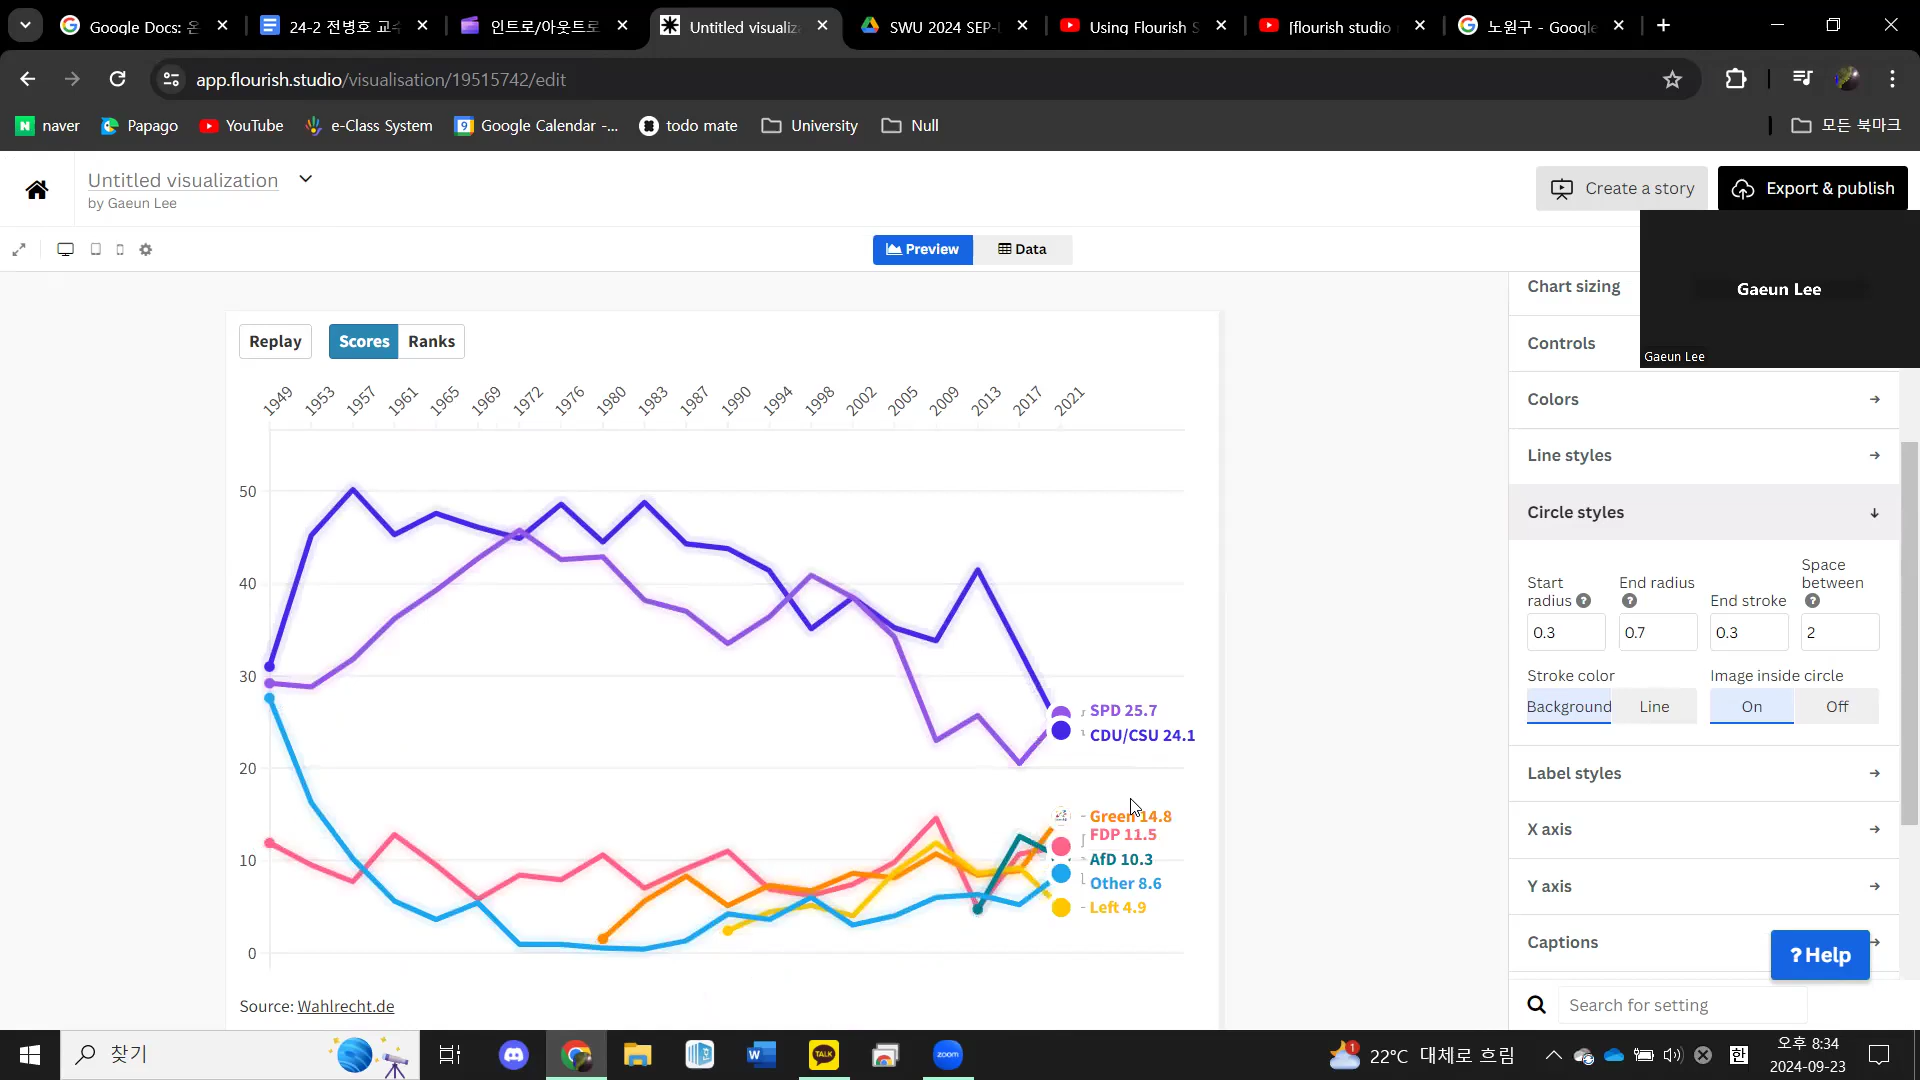 Google Docs: 온
24-2 전병호 교수
인트로/아웃트로
Untitled visualiz
SWU 2024 SEP-
Using Flourish S
[flourish studio
노원구 - Google
app.flourish.studio/visualisation/19515742/edit
naver
Papago
YouTube
e-Class System
Google Calendar -...
todo mate
University
Null
모든 북마크
Untitled visualization
by Gaeun Lee
Create a story
Export & publish
Preview
Data
Gaeun Lee
Gaeun Lee
Replay
Scores
Ranks
1949
1953
1957
1961
1965
1969
1972
1976
1980
1983
1987
1990
1994
1998
2002
2005
2009
2013
2017
2021
50
40
30
20
10
0
SPD 25.7
CDU/CSU 24.1
Green 14.8
FDP 11.5
AfD 10.3
Other 8.6
Left 4.9
Source: Wahlrecht.de
Chart sizing
Controls
Colors
Line styles
Circle styles
Start radius
End radius
End stroke
Space between
0.3
0.7
0.3
2
Stroke color
Image inside circle
Background
Line
On
Off
Label styles
X axis
Y axis
Captions
? Help
Search for setting
찾기
TALK
zoom
1
22°C 대체로 흐림
한
오후 8:34
2024-09-23